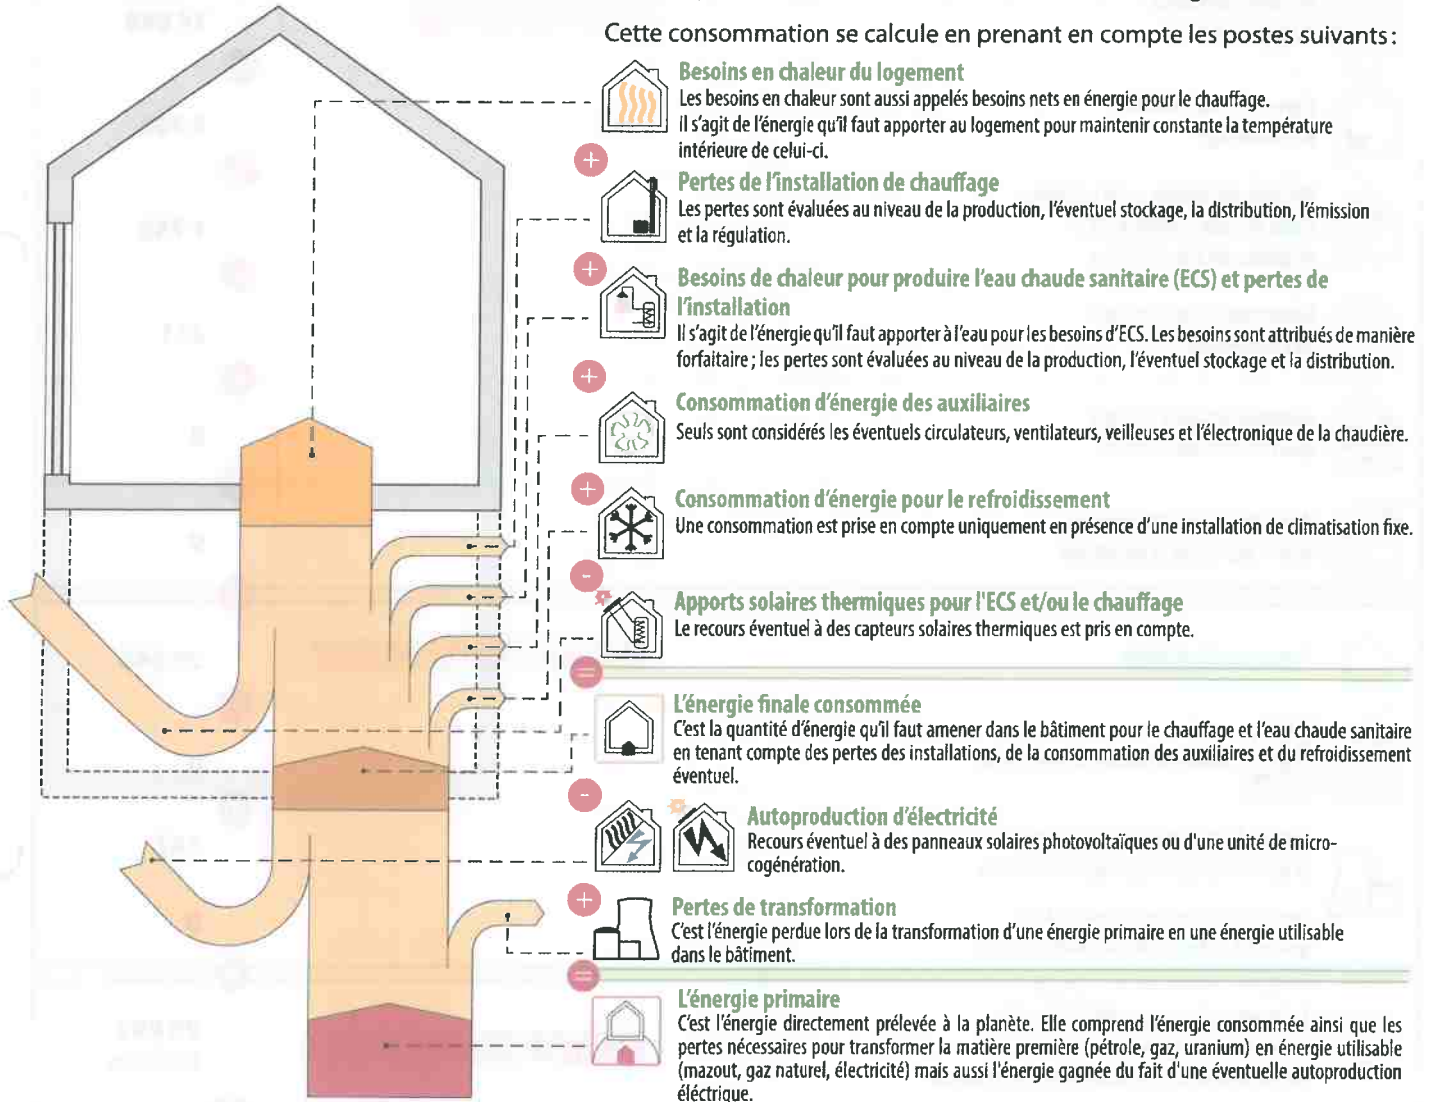 Cette consommation se calcule en prenant en compte les postes suivants :
Besoins en chaleur du logement
Les besoins en chaleur sont aussi appelés besoins nets en énergie pour le chauffage.
Il s'agit de l'énergie qu'il faut apporter au logement pour maintenir constante la température
intérieure de celui-ci.
+
Pertes de l'installation de chauffage
Les pertes sont évaluées au niveau de la production, l'éventuel stockage, la distribution, l'émission
et la régulation.
+
Besoins de chaleur pour produire l'eau chaude sanitaire (ECS) et pertes de
l'installation
Il s'agit de l'énergie qu'il faut apporter à l'eau pour les besoins d'ECS. Les besoins sont attribués de manière
forfaitaire ; les pertes sont évaluées au niveau de la production, l'éventuel stockage et la distribution.
+
Consommation d'énergie des auxiliaires
Seuls sont considérés les éventuels circulateurs, ventilateurs, veilleuses et l'électronique de la chaudière.
+
Consommation d'énergie pour le refroidissement
Une consommation est prise en compte uniquement en présence d'une installation de climatisation fixe.
-
Apports solaires thermiques pour l'ECS et/ou le chauffage
Le recours éventuel à des capteurs solaires thermiques est pris en compte.
=
L'énergie finale consommée
C'est la quantité d'énergie qu'il faut amener dans le bâtiment pour le chauffage et l'eau chaude sanitaire
en tenant compte des pertes des installations, de la consommation des auxiliaires et du refroidissement
éventuel.
-
Autoproduction d'électricité
Recours éventuel à des panneaux solaires photovoltaïques ou d'une unité de micro-
cogénération.
+
Pertes de transformation
C'est l'énergie perdue lors de la transformation d'une énergie primaire en une énergie utilisable
dans le bâtiment.
=
L'énergie primaire
C'est l'énergie directement prélevée à la planète. Elle comprend l'énergie consommée ainsi que les
pertes nécessaires pour transformer la matière première (pétrole, gaz, uranium) en énergie utilisable
(mazout, gaz naturel, électricité) mais aussi l'énergie gagnée du fait d'une éventuelle autoproduction
éléctrique.